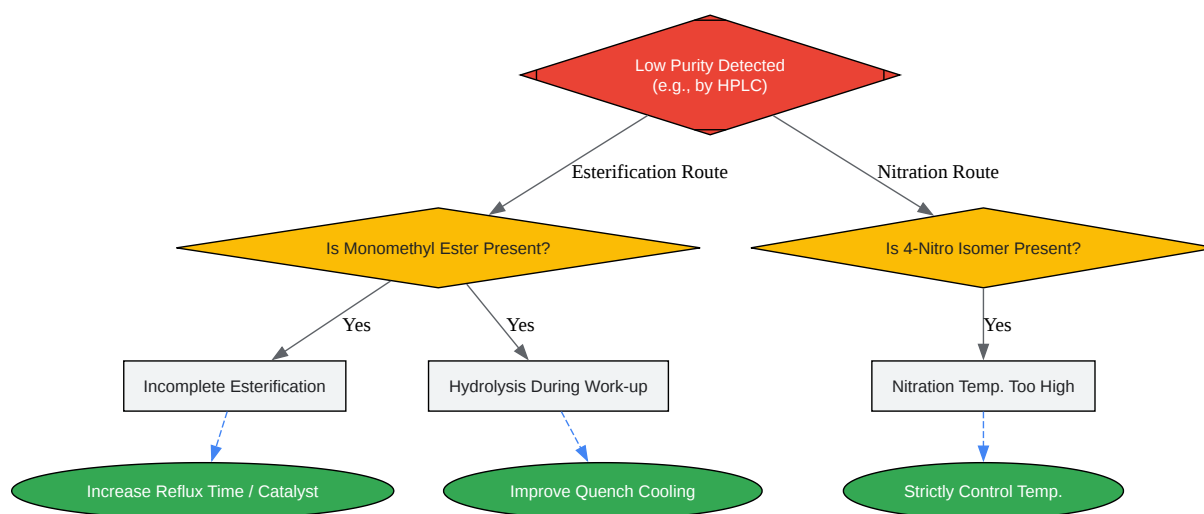 Low Purity Detected
(e.g., by HPLC)
Esterification Route
Nitration Route
Is Monomethyl Ester Present?
Is 4-Nitro Isomer Present?
Yes
Yes
Yes
Incomplete Esterification
Hydrolysis During Work-up
Nitration Temp. Too High
Increase Reflux Time / Catalyst
Improve Quench Cooling
Strictly Control Temp.